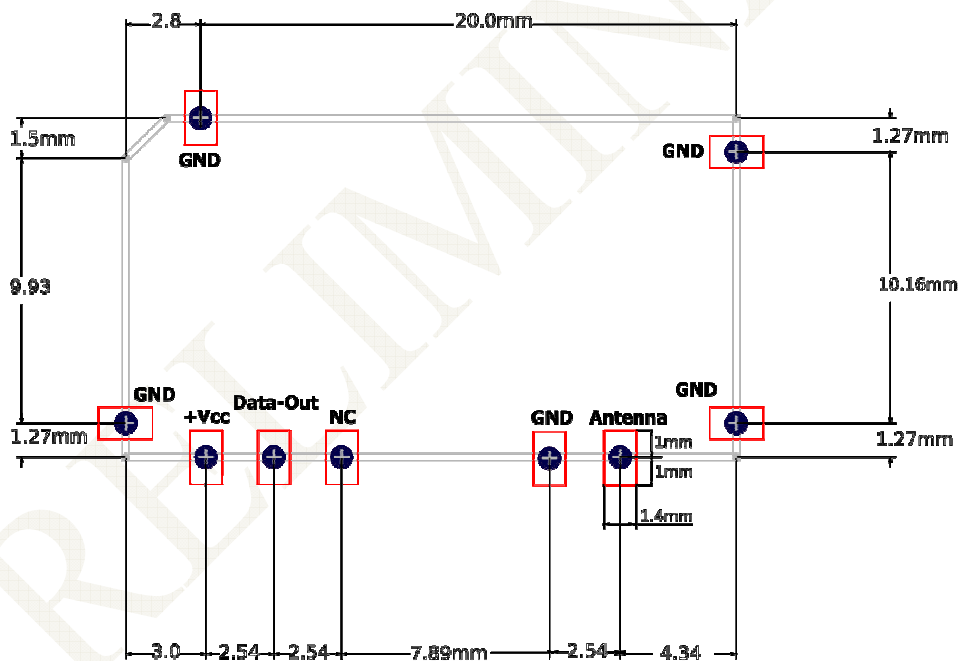 2.8
20.0mm
1.5mm
1.27mm
GND
GND
9.93
10.16mm
GND
GND
+Vcc
Data-Out
NC
GND
Antenna
1.27mm
1mm
1mm
1.27mm
1.4mm
3.0
2.54
2.54
7.89mm
2.54
4.34
RELIMINA